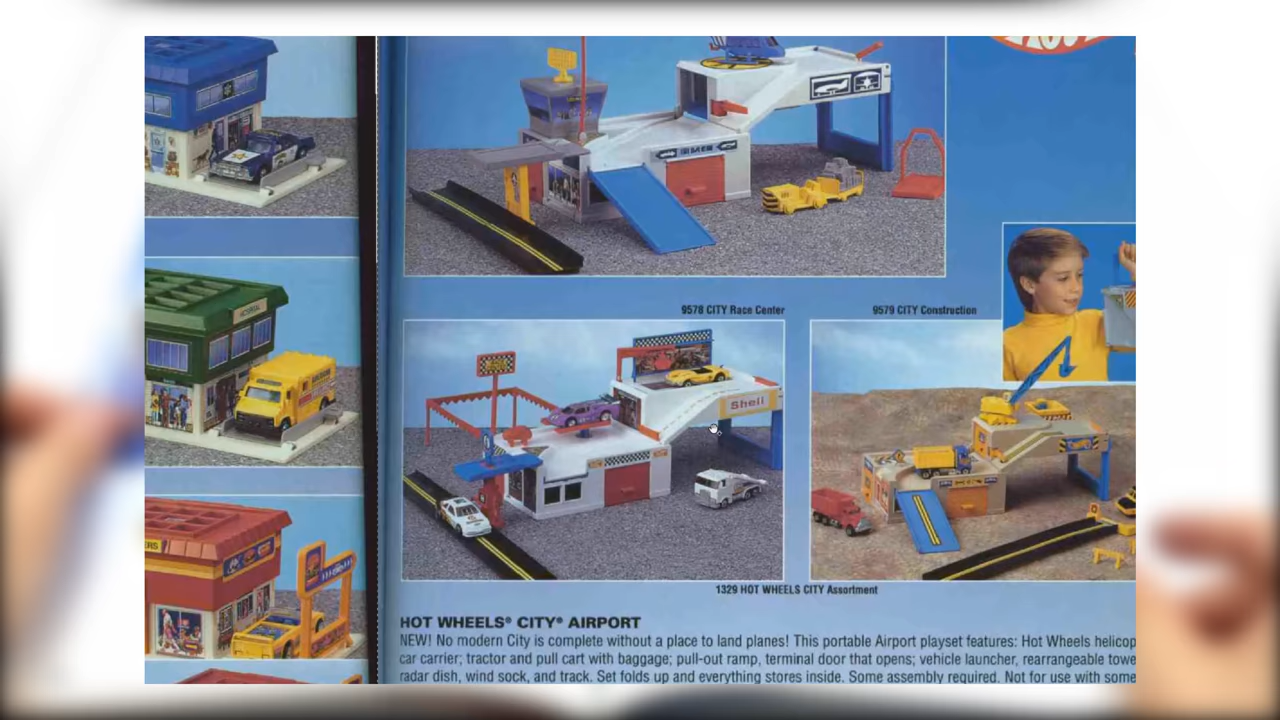 9578 CITY Race Center
9579 CITY Construction
Shell
1329 HOT WHEELS CITY Assortment
HOT WHEELS® CITY® AIRPORT
NEW! No modern City is complete without a place to land planes! This portable Airport playset features: Hot Wheels helicop
car carrier; tractor and pull cart with baggage; pull-out ramp, terminal door that opens; vehicle launcher, rearrangeable towe
radar dish, wind sock, and track. Set folds up and everything stores inside. Some assembly required. Not for use with some